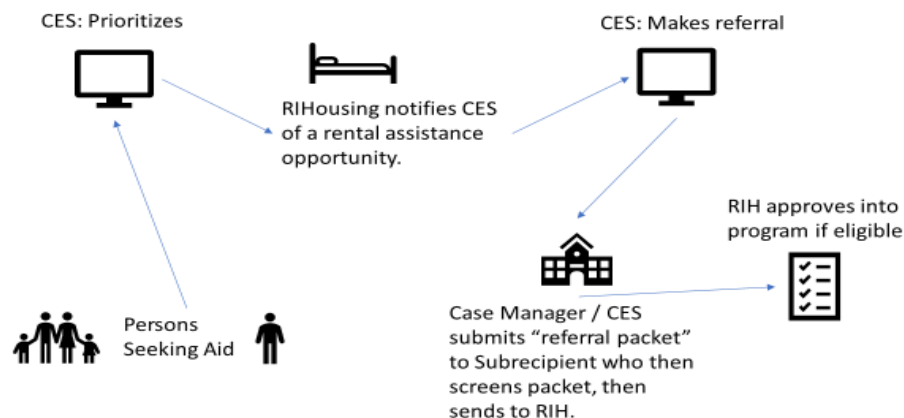 CES: Prioritizes
CES: Makes referral
RIHousing notifies CES
of a rental assistance
opportunity.
RIH approves into
program if eligible
Persons
Seeking Aid
Case Manager / CES
submits “referral packet”
to Subrecipient who then
screens packet, then
sends to RIH.